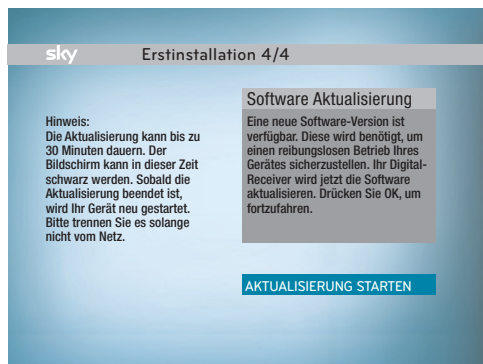 sky Erstinstallation 4/4
Hinweis:
Die Aktualisierung kann bis zu
30 Minuten dauern. Der
Bildschirm kann in dieser Zeit
schwarz werden. Sobald die
Aktualisierung beendet ist,
wird Ihr Gerät neu gestartet.
Bitte trennen Sie es solange
nicht vom Netz.
Software Aktualisierung
Eine neue Software-Version ist
verfügbar. Diese wird benötigt, um
einen reibungslosen Betrieb Ihres
Gerätes sicherzustellen. Ihr Digital-
Receiver wird jetzt die Software
aktualisieren. Drücken Sie OK, um
fortzufahren.
AKTUALISIERUNG STARTEN